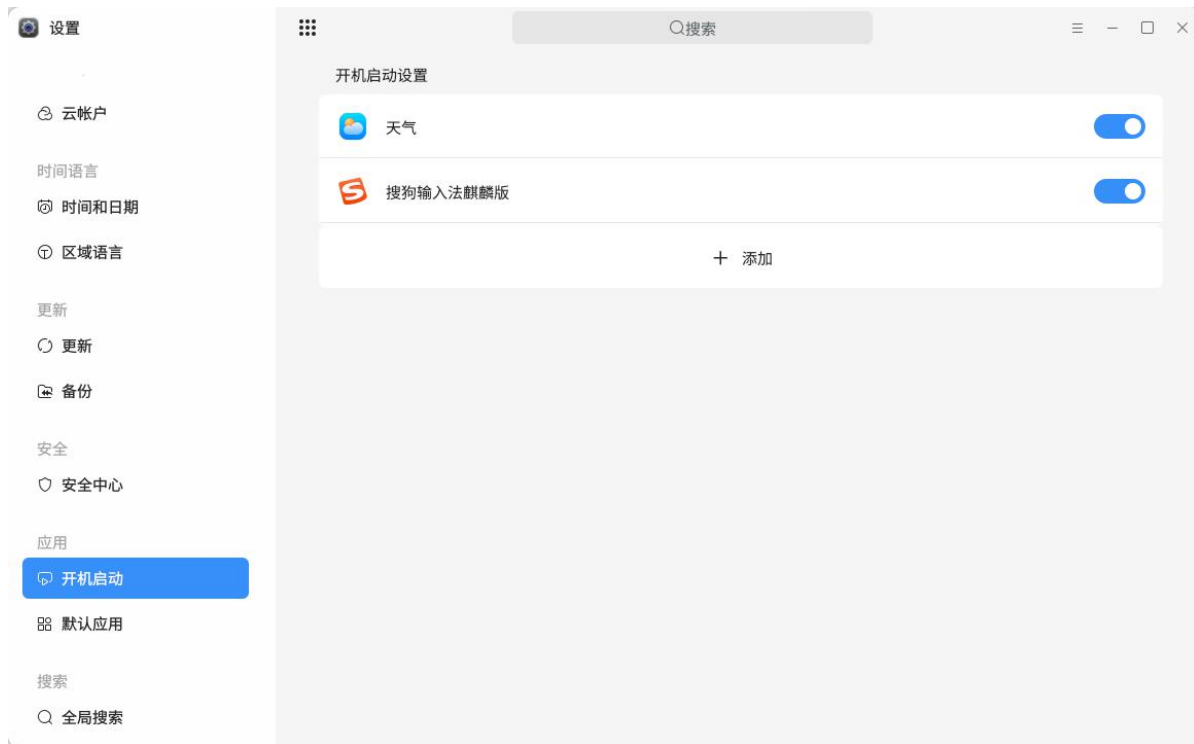 设置
搜索
云帐户
时间语言
时间和日期
区域语言
更新
更新
备份
安全
安全中心
应用
开机启动
默认应用
搜索
全局搜索
开机启动设置
天气
搜狗输入法麒麟版
添加